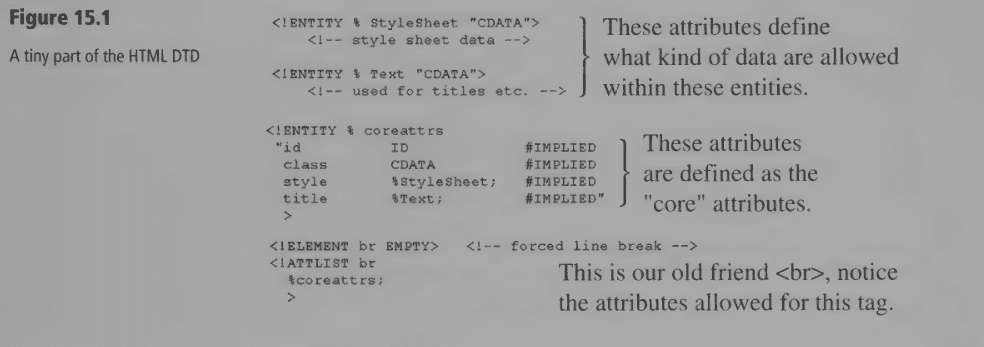 Figure 15.1
A tiny part of the HTML DTD
<!ENTITY % StyleSheet "CDATA">
<!-- style sheet data -->
<!ENTITY % Text "CDATA">
<!-- used for titles etc. -->
These attributes define
what kind of data are allowed
within these entities.
<!ENTITY % coreattrs
"id ID #IMPLIED
class CDATA #IMPLIED
style %StyleSheet; #IMPLIED
title %Text; #IMPLIED"
>
These attributes
are defined as the
"core" attributes.
<!ELEMENT br EMPTY> <!-- forced line break -->
<!ATTLIST br
%coreattrs;
>
This is our old friend <br>, notice
the attributes allowed for this tag.